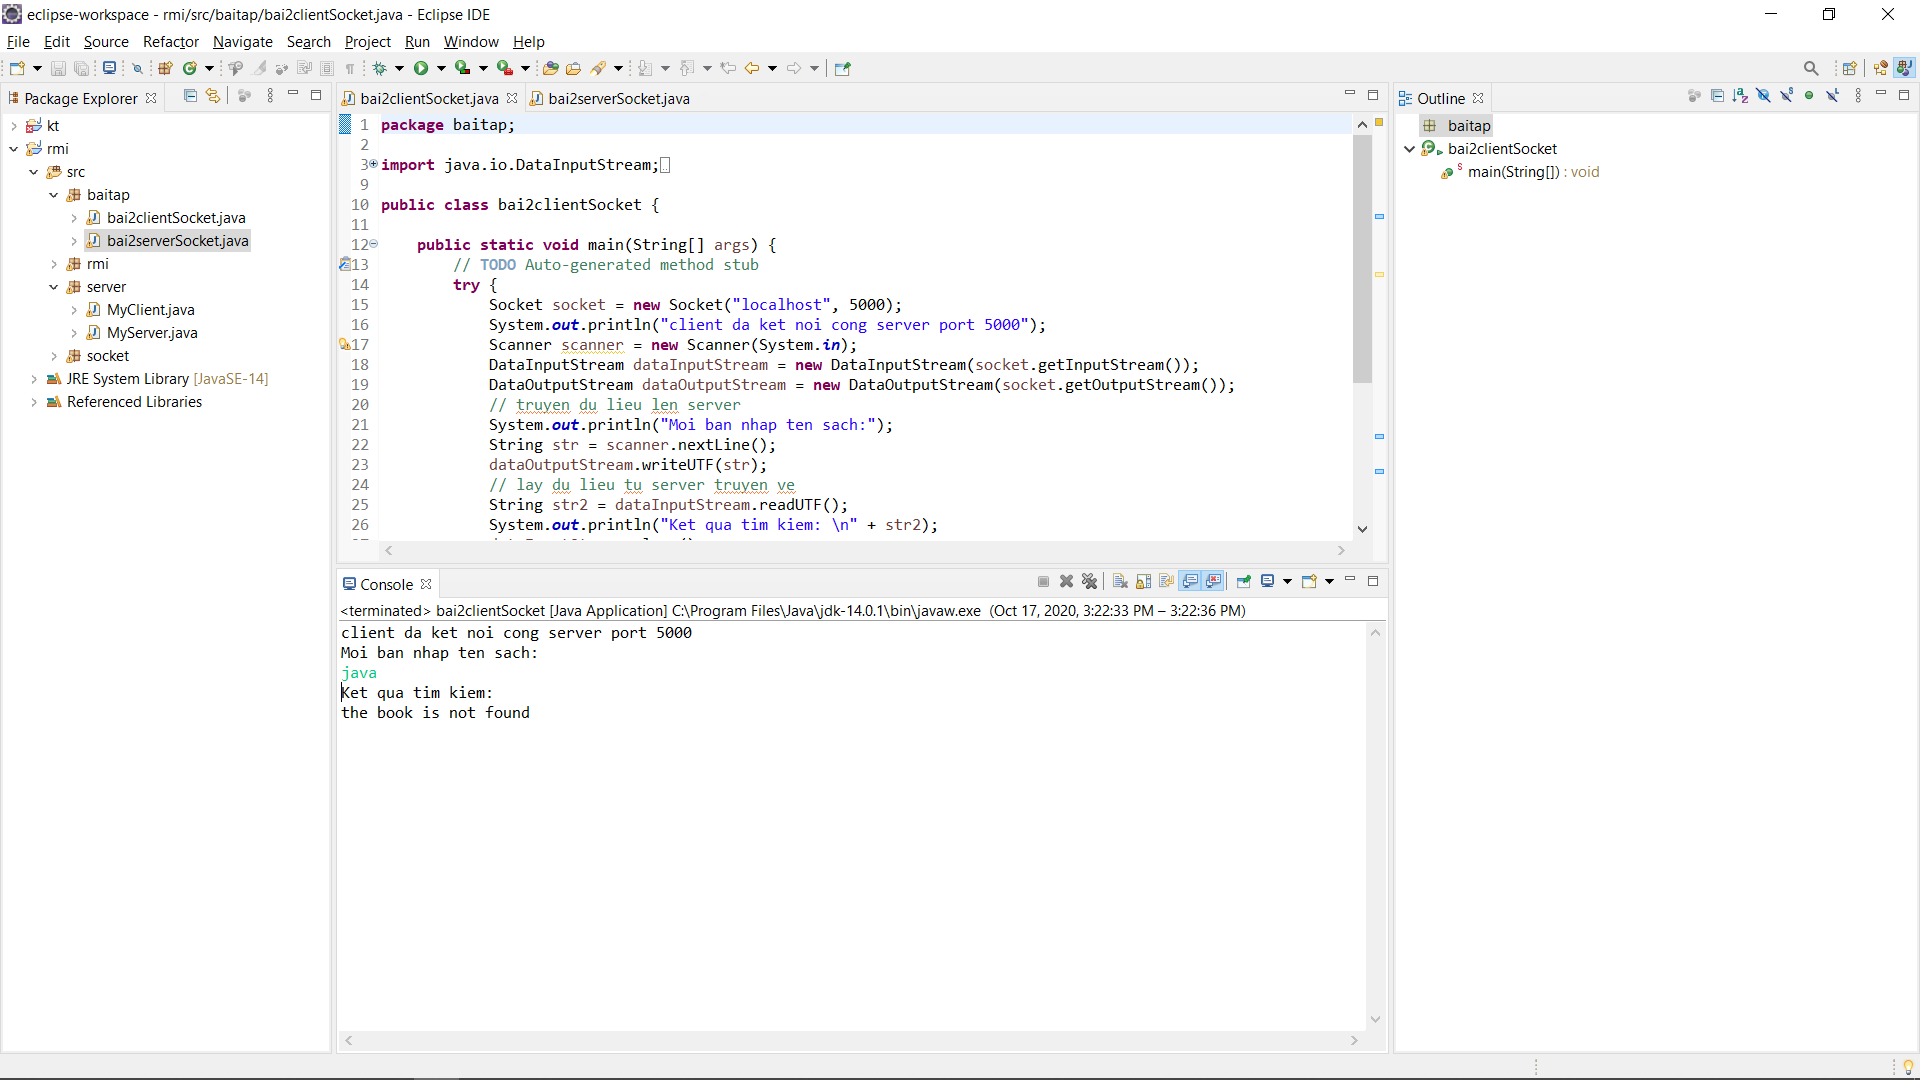 eclipse-workspace - rmi/src/baitap/bai2clientSocket.java - Eclipse IDE
File Edit Source Refactor Navigate Search Project Run Window Help
Package Explorer
kt
rmi
src
baitap
bai2clientSocket.java
bai2serverSocket.java
rmi
server
MyClient.java
MyServer.java
socket
JRE System Library [JavaSE-14]
Referenced Libraries
bai2clientSocket.java bai2serverSocket.java
1 package baitap;
2
3 import java.io.DataInputStream;
9
10 public class bai2clientSocket {
11
12 public static void main(String[] args) {
13 // TODO Auto-generated method stub
14 try {
15 Socket socket = new Socket("localhost", 5000);
16 System.out.println("client da ket noi cong server port 5000");
17 Scanner scanner = new Scanner(System.in);
18 DataInputStream dataInputStream = new DataInputStream(socket.getInputStream());
19 DataOutputStream dataOutputStream = new DataOutputStream(socket.getOutputStream());
20 // truyen du lieu len server
21 System.out.println("Moi ban nhap ten sach:");
22 String str = scanner.nextLine();
23 dataOutputStream.writeUTF(str);
24 // lay du lieu tu server truyen ve
25 String str2 = dataInputStream.readUTF();
26 System.out.println("Ket qua tim kiem: \n" + str2);
Console
<terminated> bai2clientSocket [Java Application] C:\Program Files\Java\jdk-14.0.1\bin\javaw.exe (Oct 17, 2020, 3:22:33 PM – 3:22:36 PM)
client da ket noi cong server port 5000
Moi ban nhap ten sach:
java
Ket qua tim kiem:
the book is not found
Outline
baitap
bai2clientSocket
main(String[]) : void